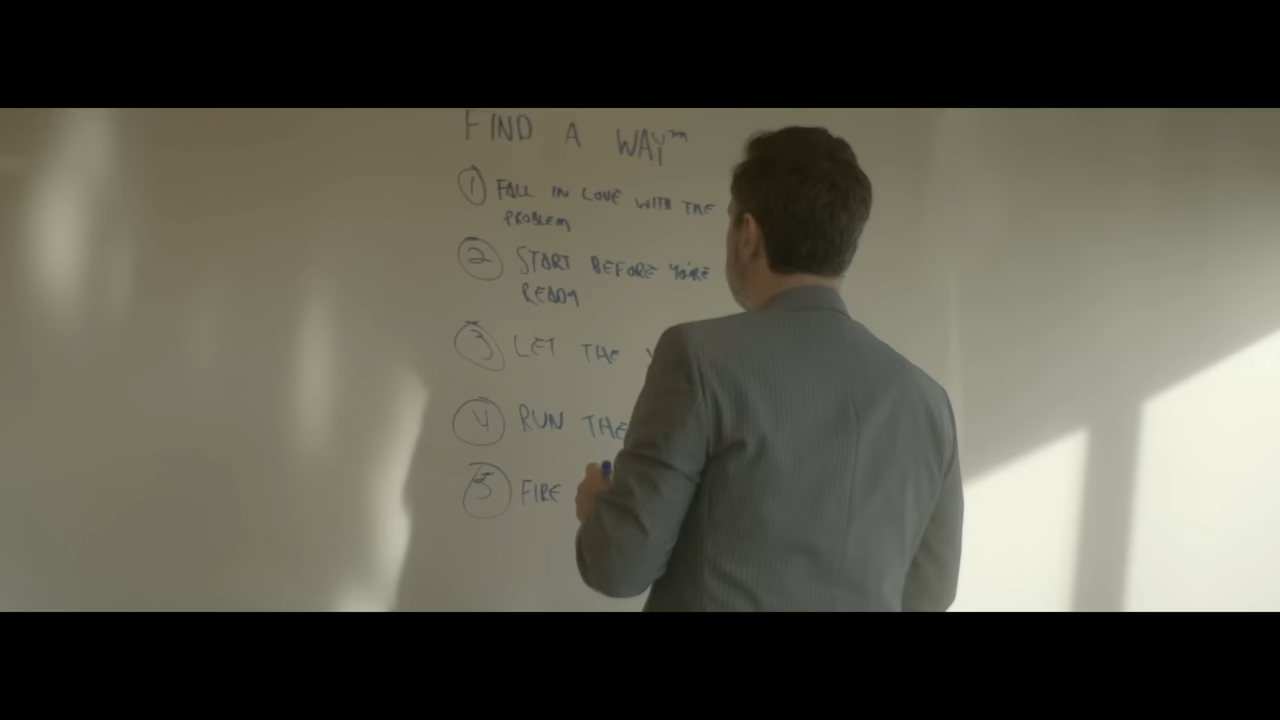 FIND A WAY™
1 FALL IN LOVE WITH THE
PROBLEM
2 START BEFORE YOU'RE
READY
3 LET THE
4 RUN THE
5 FIRE